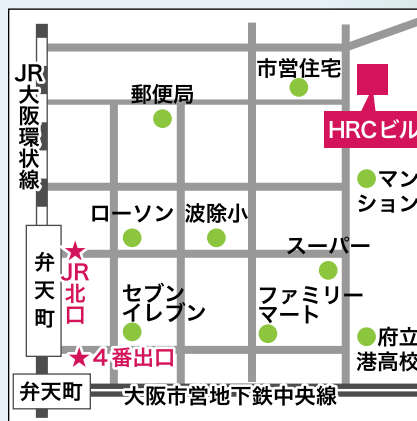 市営住宅
JR大阪環状線
郵便局
HRCビル
マン
ション
ローソン
波除小
スーパー
弁天町
★
JR北口
セブン
イレブン
ファミリー
マート
府立
港高校
★４番出口
弁天町
大阪市営地下鉄中央線